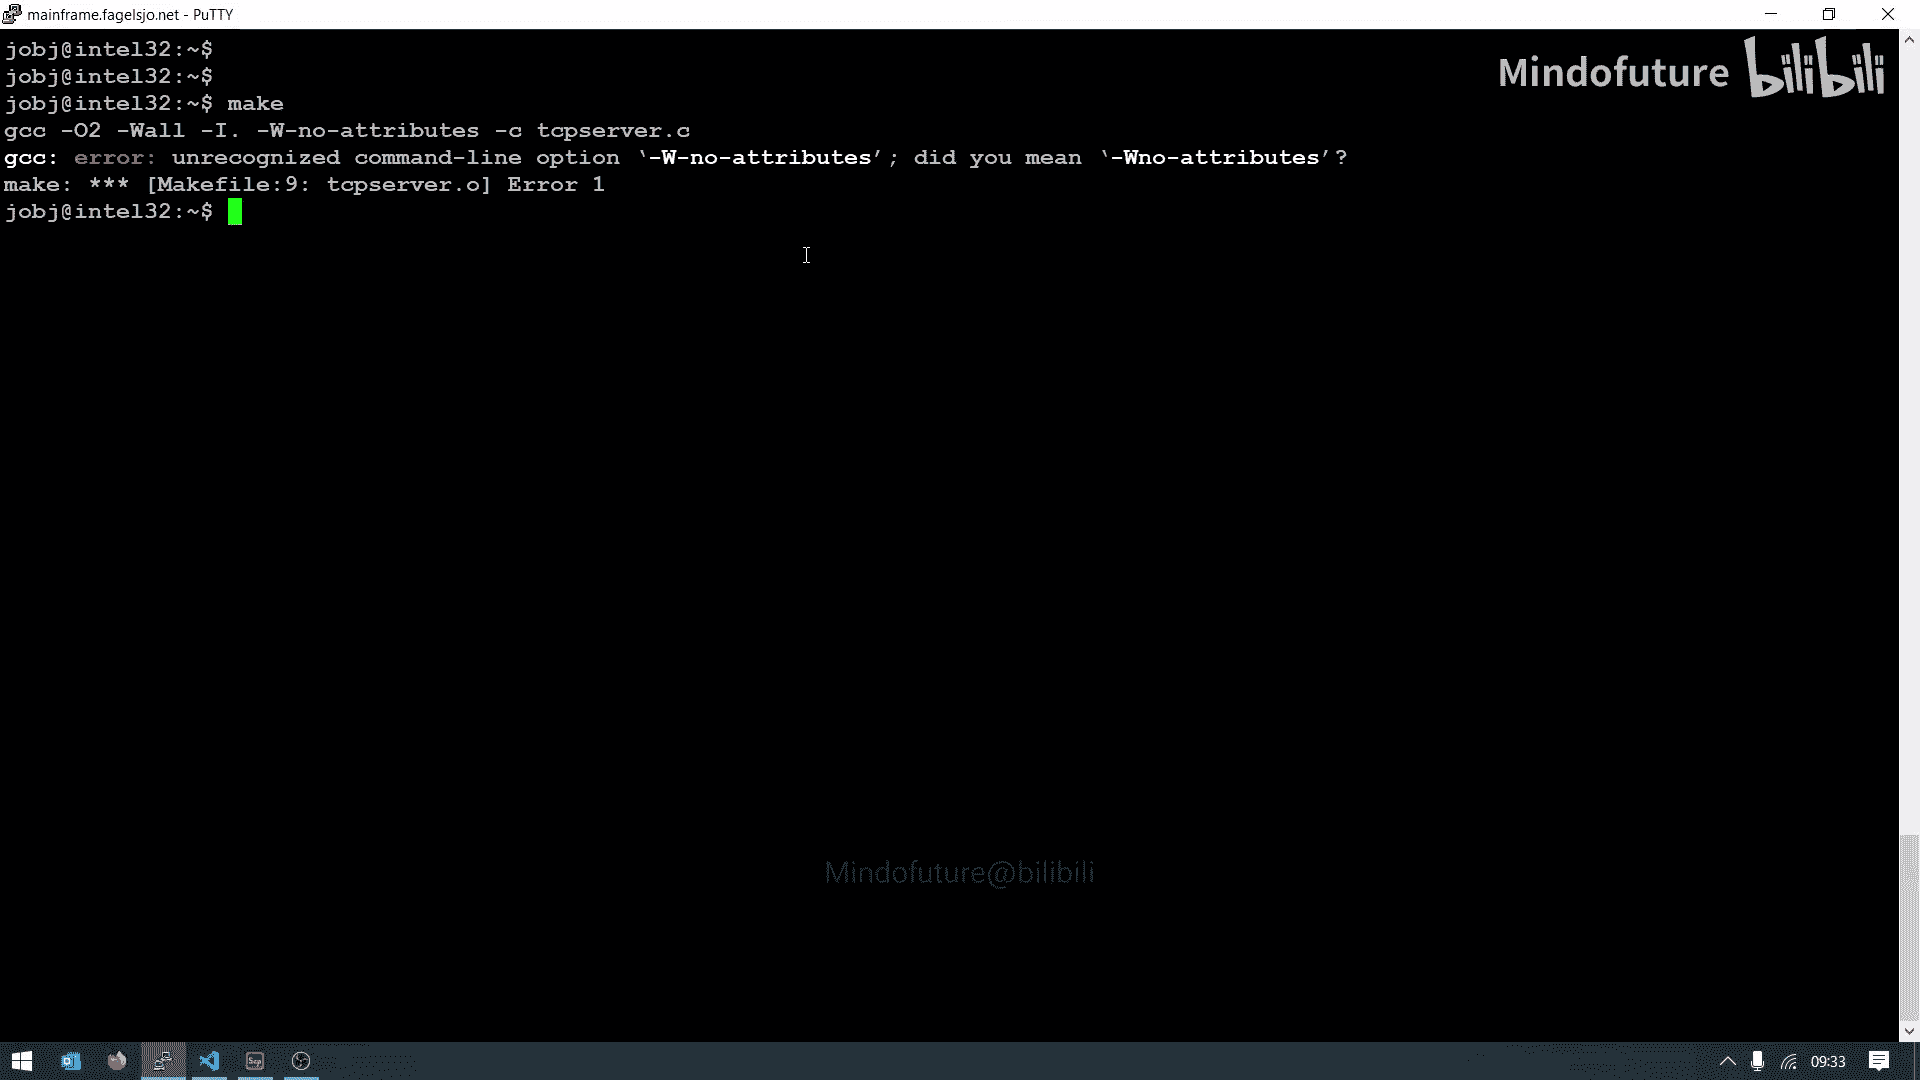 mainframe.fagelsjo.net - PuTTY
jobj@intel32:~$
jobj@intel32:~$
jobj@intel32:~$ make
gcc -O2 -Wall -I. -W-no-attributes -c tcpserver.c
gcc: error: unrecognized command-line option ‘-W-no-attributes’; did you mean ‘-Wno-attributes’?
make: *** [Makefile:9: tcpserver.o] Error 1
jobj@intel32:~$
Mindofuture bilibili
Mindofuture@bilibili
09:33